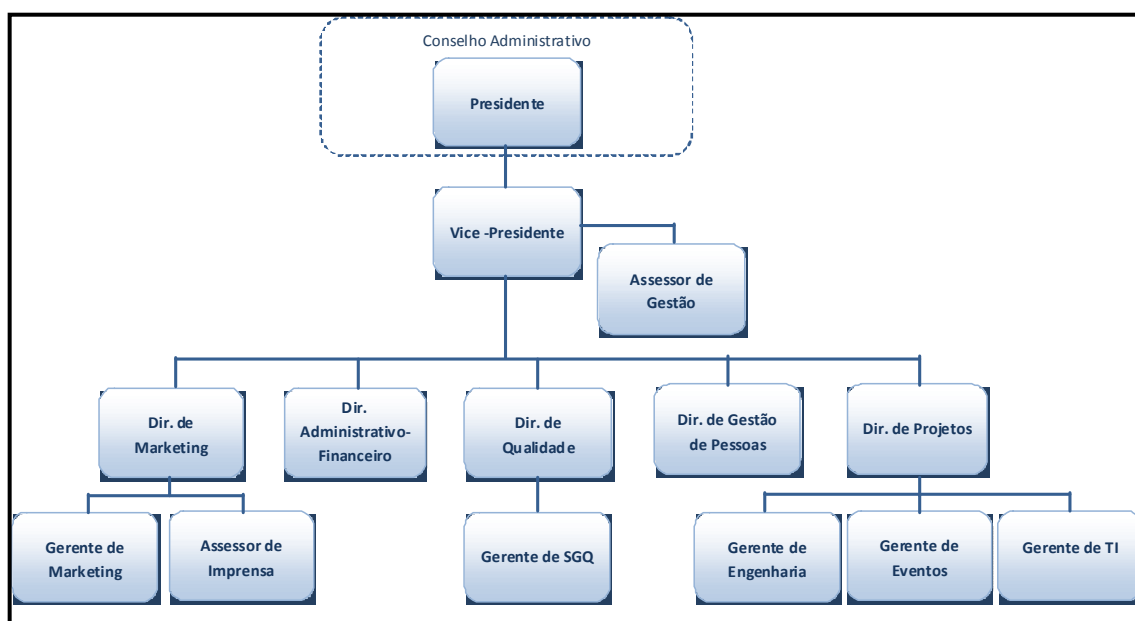 Conselho Administrativo
Presidente
Vice -Presidente
Assessor de
Gestão
Dir. de
Marketing
Dir.
Administrativo-
Financeiro
Dir. de
Qualidade
Dir. de Gestão
de Pessoas
Dir. de Projetos
Gerente de
Marketing
Assessor de
Imprensa
Gerente de SGQ
Gerente de
Engenharia
Gerente de
Eventos
Gerente de TI